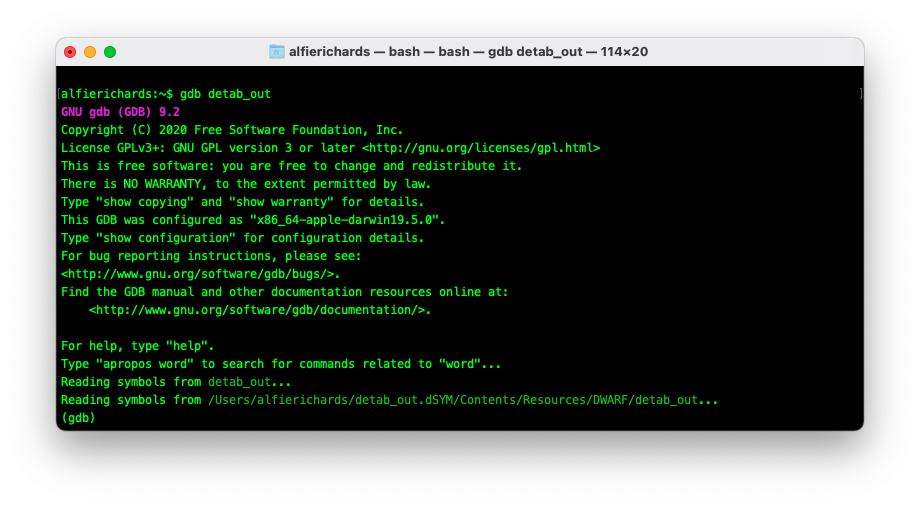 alfierichards — bash — bash — gdb detab_out — 114×20
[alfierichards:~$ gdb detab_out ]
GNU gdb (GDB) 9.2
Copyright (C) 2020 Free Software Foundation, Inc.
License GPLv3+: GNU GPL version 3 or later <http://gnu.org/licenses/gpl.html>
This is free software: you are free to change and redistribute it.
There is NO WARRANTY, to the extent permitted by law.
Type "show copying" and "show warranty" for details.
This GDB was configured as "x86_64-apple-darwin19.5.0".
Type "show configuration" for configuration details.
For bug reporting instructions, please see:
<http://www.gnu.org/software/gdb/bugs/>.
Find the GDB manual and other documentation resources online at:
    <http://www.gnu.org/software/gdb/documentation/>.
For help, type "help".
Type "apropos word" to search for commands related to "word"...
Reading symbols from detab_out...
Reading symbols from /Users/alfierichards/detab_out.dSYM/Contents/Resources/DWARF/detab_out...
(gdb)